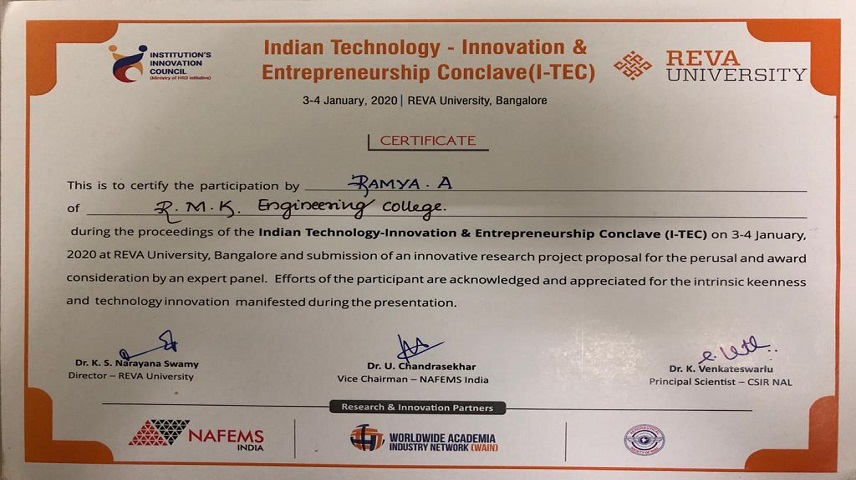 INSTITUTION'S
INNOVATION
COUNCIL
(Ministry of HRD Initiative)
Indian Technology - Innovation &
Entrepreneurship Conclave(I-TEC)
REVA
UNIVERSITY
3-4 January, 2020 | REVA University, Bangalore
CERTIFICATE
This is to certify the participation by RAMYA. A
of R.M.K. Engineering College.
during the proceedings of the Indian Technology-Innovation & Entrepreneurship Conclave (I-TEC) on 3-4 January,
2020 at REVA University, Bangalore and submission of an innovative research project proposal for the perusal and award
consideration by an expert panel. Efforts of the participant are acknowledged and appreciated for the intrinsic keenness
and technology innovation manifested during the presentation.
Dr. K. S. Narayana Swamy
Director – REVA University
Dr. U. Chandrasekhar
Vice Chairman – NAFEMS India
Dr. K. Venkateswarlu
Principal Scientist – CSIR NAL
Research & Innovation Partners
NAFEMS
INDIA
WORLDWIDE ACADEMIA
INDUSTRY NETWORK (WAIN)